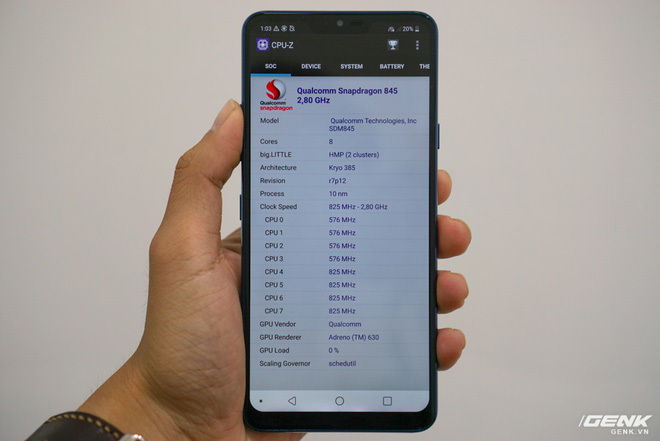 1:03 20%
CPU-Z
SOC DEVICE SYSTEM BATTERY THE
Qualcomm Snapdragon 845
2,80 GHz
Qualcomm
snapdragon
Model Qualcomm Technologies, Inc
SDM845
Cores 8
big.LITTLE HMP (2 clusters)
Architecture Kryo 385
Revision r7p12
Process 10 nm
Clock Speed 825 MHz - 2,80 GHz
CPU 0 576 MHz
CPU 1 576 MHz
CPU 2 576 MHz
CPU 3 576 MHz
CPU 4 825 MHz
CPU 5 825 MHz
CPU 6 825 MHz
CPU 7 825 MHz
GPU Vendor Qualcomm
GPU Renderer Adreno (TM) 630
GPU Load 0 %
Scaling Governor schedutil
GENK
GENK.VN